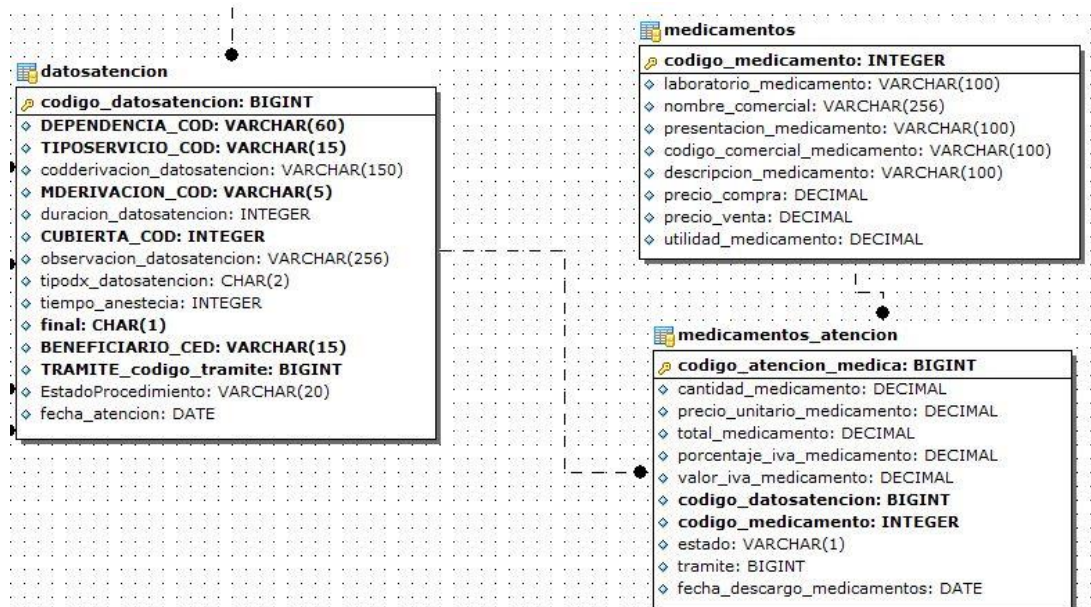 datosatencion
codigo_datosatencion: BIGINT
DEPENDENCIA_COD: VARCHAR(60)
TIPOSERVICIO_COD: VARCHAR(15)
codderivacion_datosatencion: VARCHAR(150)
MDERIVACION_COD: VARCHAR(5)
duracion_datosatencion: INTEGER
CUBIERTA_COD: INTEGER
observacion_datosatencion: VARCHAR(256)
tipodx_datosatencion: CHAR(2)
tiempo_anestecia: INTEGER
final: CHAR(1)
BENEFICIARIO_CED: VARCHAR(15)
TRAMITE_codigo_tramite: BIGINT
EstadoProcedimiento: VARCHAR(20)
fecha_atencion: DATE
medicamentos
codigo_medicamento: INTEGER
laboratorio_medicamento: VARCHAR(100)
nombre_comercial: VARCHAR(256)
presentacion_medicamento: VARCHAR(100)
codigo_comercial_medicamento: VARCHAR(100)
descripcion_medicamento: VARCHAR(100)
precio_compra: DECIMAL
precio_venta: DECIMAL
utilidad_medicamento: DECIMAL
medicamentos_atencion
codigo_atencion_medica: BIGINT
cantidad_medicamento: DECIMAL
precio_unitario_medicamento: DECIMAL
total_medicamento: DECIMAL
porcentaje_iva_medicamento: DECIMAL
valor_iva_medicamento: DECIMAL
codigo_datosatencion: BIGINT
codigo_medicamento: INTEGER
estado: VARCHAR(1)
tramite: BIGINT
fecha_descargo_medicamentos: DATE